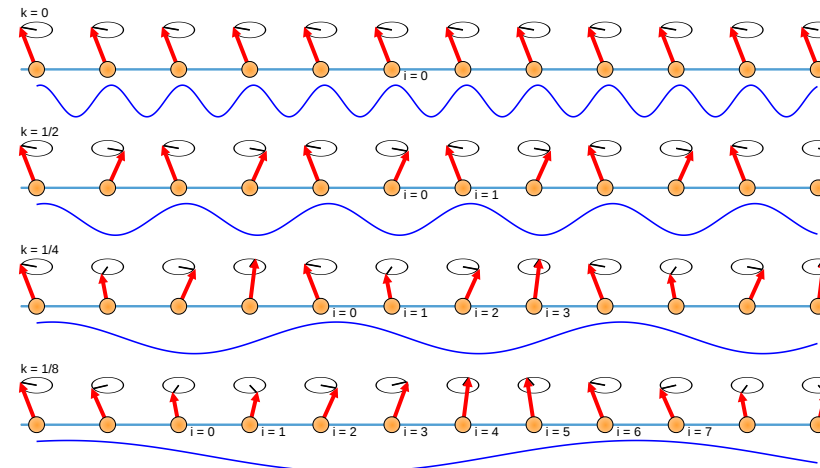 k = 0
i = 0
k = 1/2
i = 0 i = 1
k = 1/4
i = 0 i = 1 i = 2 i = 3
k = 1/8
i = 0 i = 1 i = 2 i = 3 i = 4 i = 5 i = 6 i = 7